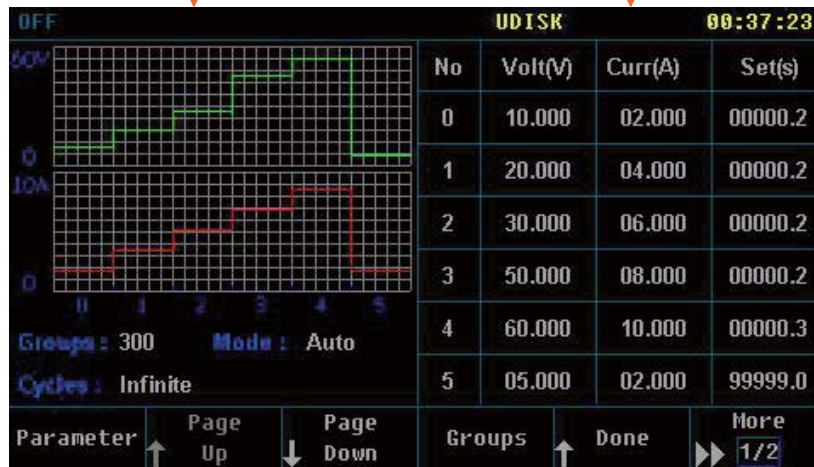 OFF UDISK 00:37:23
60V
0
10A
0
0 1 2 3 4 5
Groups : 300 Mode : Auto
Cycles : Infinite
No Volt(V) Curr(A) Set(s)
0 10.000 02.000 00000.2
1 20.000 04.000 00000.2
2 30.000 06.000 00000.2
3 50.000 08.000 00000.2
4 60.000 10.000 00000.3
5 05.000 02.000 99999.0
Parameter
Page Up
Page Down
Groups
Done
More 1/2